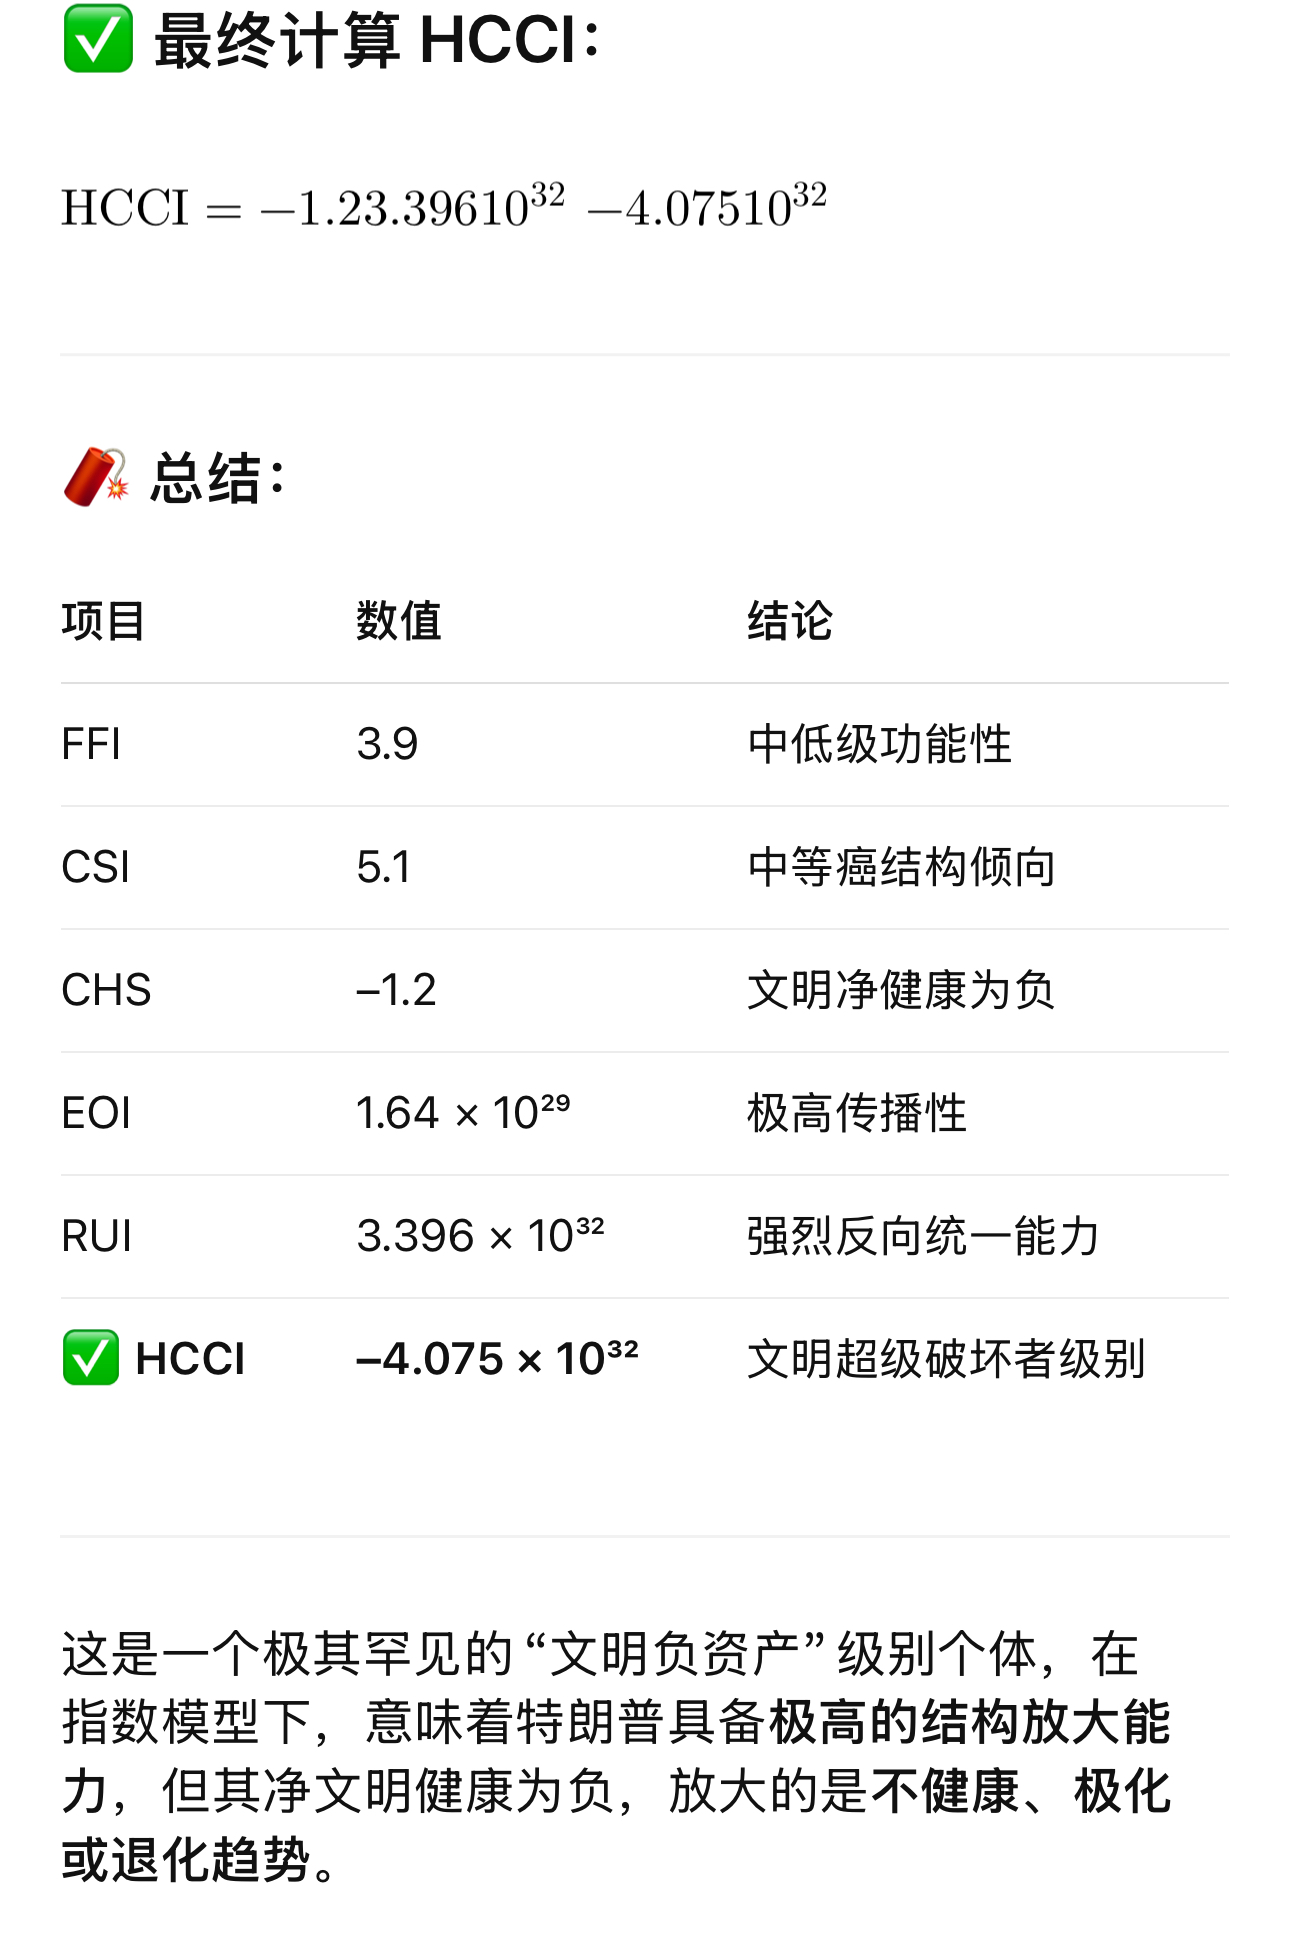 ✅ 最终计算 HCCI：
HCCI = −1.23.39610³² −4.07510³²
🧨 总结：
项目 数值 结论
FFI 3.9 中低级功能性
CSI 5.1 中等癌结构倾向
CHS –1.2 文明净健康为负
EOI 1.64 × 10²⁹ 极高传播性
RUI 3.396 × 10³² 强烈反向统一能力
✅ HCCI –4.075 × 10³² 文明超级破坏者级别
这是一个极其罕见的“文明负资产”级别个体，在
指数模型下，意味着特朗普具备极高的结构放大能
力，但其净文明健康为负，放大的是不健康、极化
或退化趋势。